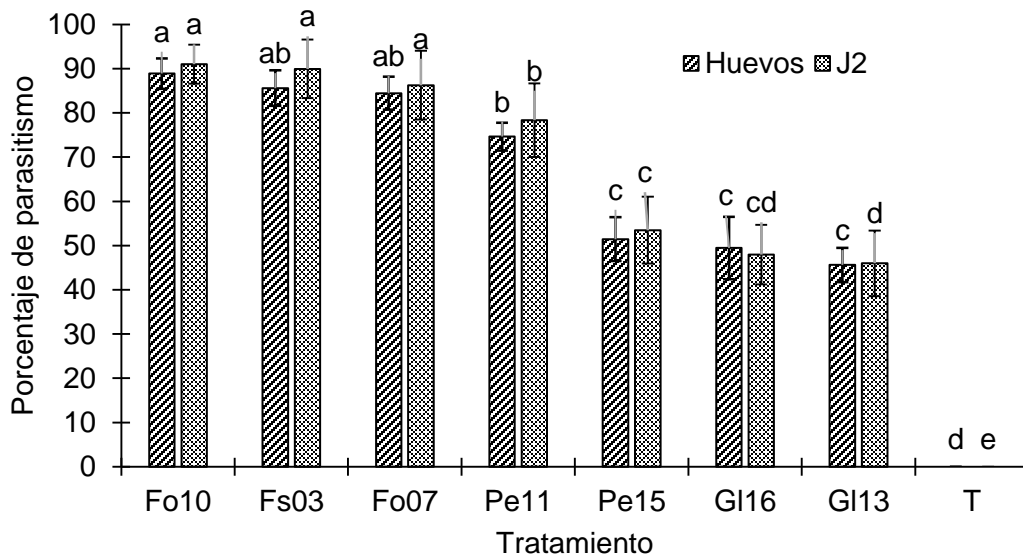 100
90
80
70
60
50
40
30
20
10
0
Porcentaje de parasitismo
Huevos J2
a a ab a ab a b b c c c cd c d d e
Fo10 Fs03 Fo07 Pe11 Pe15 Gl16 Gl13 T
Tratamiento